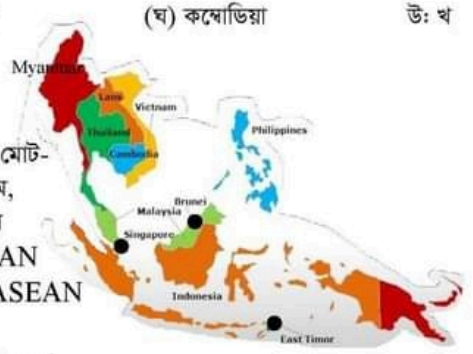 (ঘ) কম্বোডিয়া উ: খ
Myanmar
Laos
Vietnam
Thailand
Philippines
Cambodia
মোট-
Brunei
Malaysia
Singapore
AN
ASEAN
Indonesia
East Timor